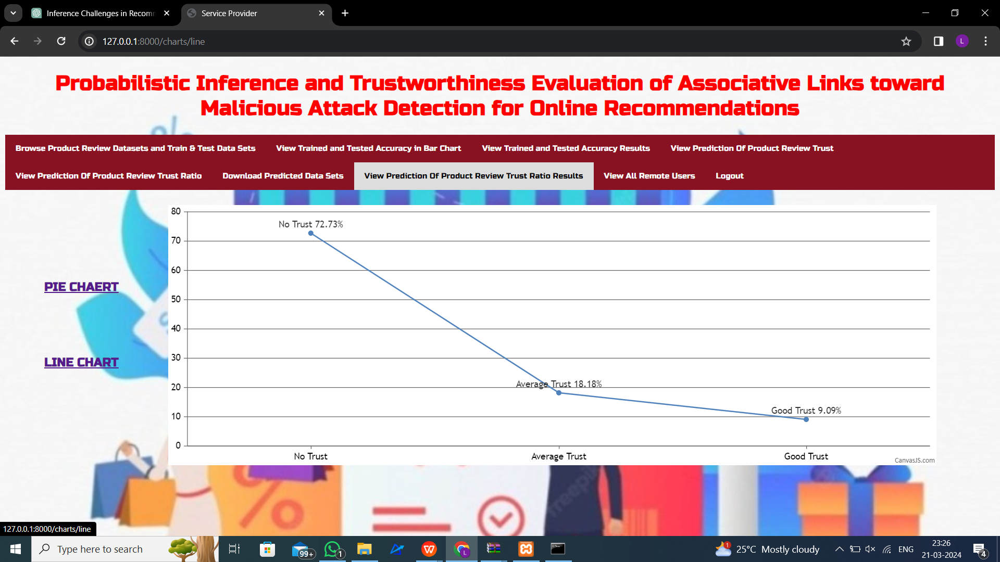 Inference Challenges in Recomm
Service Provider
127.0.0.1:8000/charts/line
L
Probabilistic Inference and Trustworthiness Evaluation of Associative Links toward
Malicious Attack Detection for Online Recommendations
Browse Product Review Datasets and Train & Test Data Sets
View Trained and Tested Accuracy in Bar Chart
View Trained and Tested Accuracy Results
View Prediction Of Product Review Trust
View Prediction Of Product Review Trust Ratio
Download Predicted Data Sets
View Prediction Of Product Review Trust Ratio Results
View All Remote Users
Logout
PIE CHAERT
LINE CHART
80
70
60
50
40
30
20
10
0
No Trust 72.73%
Average Trust 18.18%
Good Trust 9.09%
No Trust
Average Trust
Good Trust
CanvasJS.com
freepik
127.0.0.1:8000/charts/line
Type here to search
99+
1
L
1
25°C Mostly cloudy
ENG
23:26
21-03-2024
4